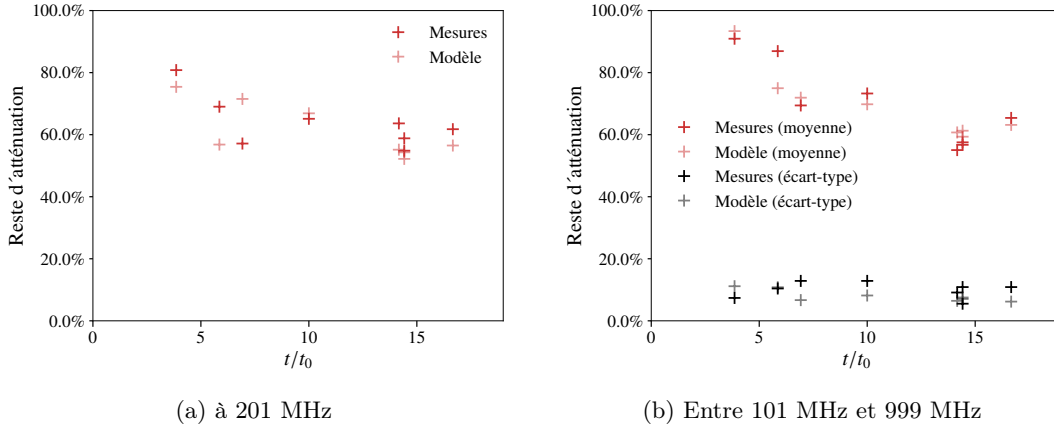 100.0%
80.0%
60.0%
40.0%
20.0%
0.0%
Reste d´atténuation
Mesures
Modèle
0
5
10
15
t/t₀
(a) à 201 MHz
100.0%
80.0%
60.0%
40.0%
20.0%
0.0%
Reste d´atténuation
Mesures (moyenne)
Modèle (moyenne)
Mesures (écart-type)
Modèle (écart-type)
0
5
10
15
t/t₀
(b) Entre 101 MHz et 999 MHz